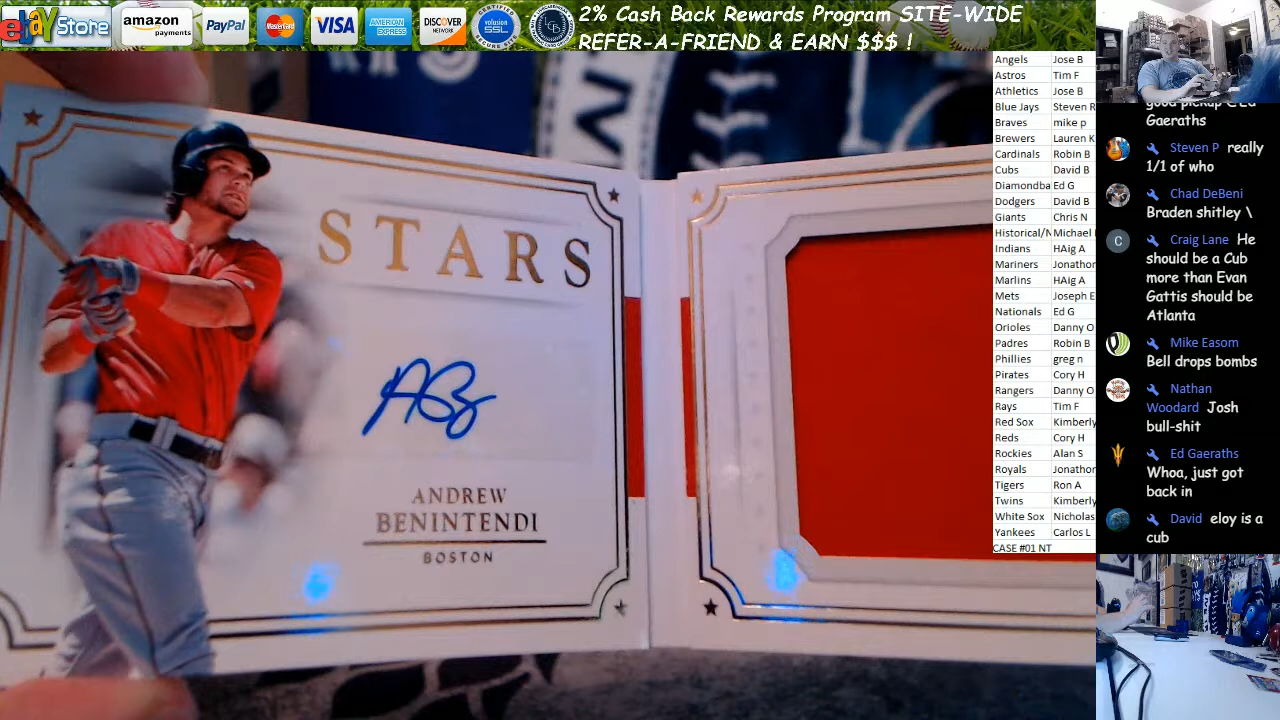 ebay Store
amazon
payments
PayPal
MasterCard
VISA
AMERICAN
EXPRESS
DISCOVER
NETWORK
volusion
SSL
2% Cash Back Rewards Program SITE-WIDE
REFER-A-FRIEND & EARN $$$ !
STARS
ANDREW
BENINTENDI
BOSTON
Angels Jose B
Astros Tim F
Athletics Jose B
Blue Jays Steven R
Braves mike p
Brewers Lauren K
Cardinals Robin B
Cubs David B
Diamondba Ed G
Dodgers David B
Giants Chris N
Historical/N Michael
Indians HAig A
Mariners Jonathon
Marlins HAig A
Mets Joseph E
Nationals Ed G
Orioles Danny O
Padres Robin B
Phillies greg n
Pirates Cory H
Rangers Danny O
Rays Tim F
Red Sox Kimberly
Reds Cory H
Rockies Alan S
Royals Jonathon
Tigers Ron A
Twins Kimberly
White Sox Nicholas
Yankees Carlos L
CASE #01 NT
good pickup @Ed
Gaeraths
Steven P really
1/1 of who
Chad DeBeni
Braden shitley \
Craig Lane He
should be a Cub
more than Evan
Gattis should be
Atlanta
Mike Easom
Bell drops bombs
Nathan
Woodard Josh
bull-shit
Ed Gaeraths
Whoa, just got
back in
David eloy is a
cub